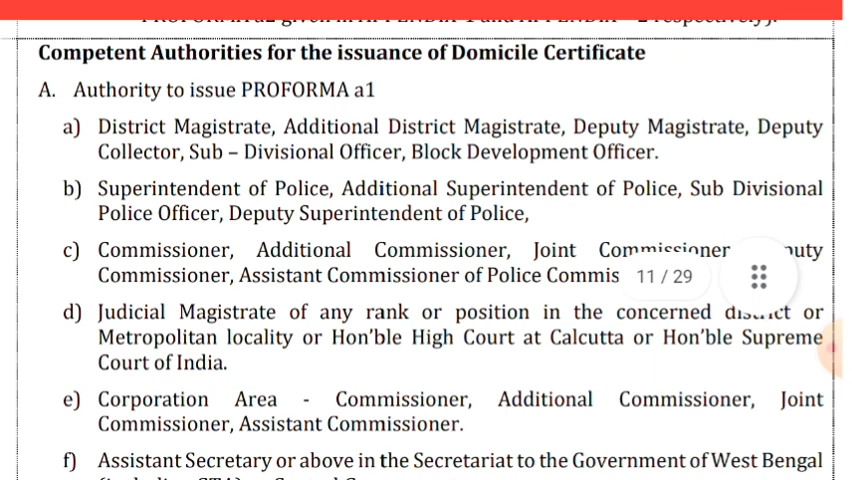 Competent Authorities for the issuance of Domicile Certificate
A. Authority to issue PROFORMA a1
a) District Magistrate, Additional District Magistrate, Deputy Magistrate, Deputy
Collector, Sub – Divisional Officer, Block Development Officer.
b) Superintendent of Police, Additional Superintendent of Police, Sub Divisional
Police Officer, Deputy Superintendent of Police,
c) Commissioner, Additional Commissioner, Joint Commissioner
Commissioner, Assistant Commissioner of Police
11 / 29
d) Judicial Magistrate of any rank or position in the concerned district or
Metropolitan locality or Hon'ble High Court at Calcutta or Hon'ble Supreme
Court of India.
e) Corporation Area - Commissioner, Additional Commissioner, Joint
Commissioner, Assistant Commissioner.
f) Assistant Secretary or above in the Secretariat to the Government of West Bengal